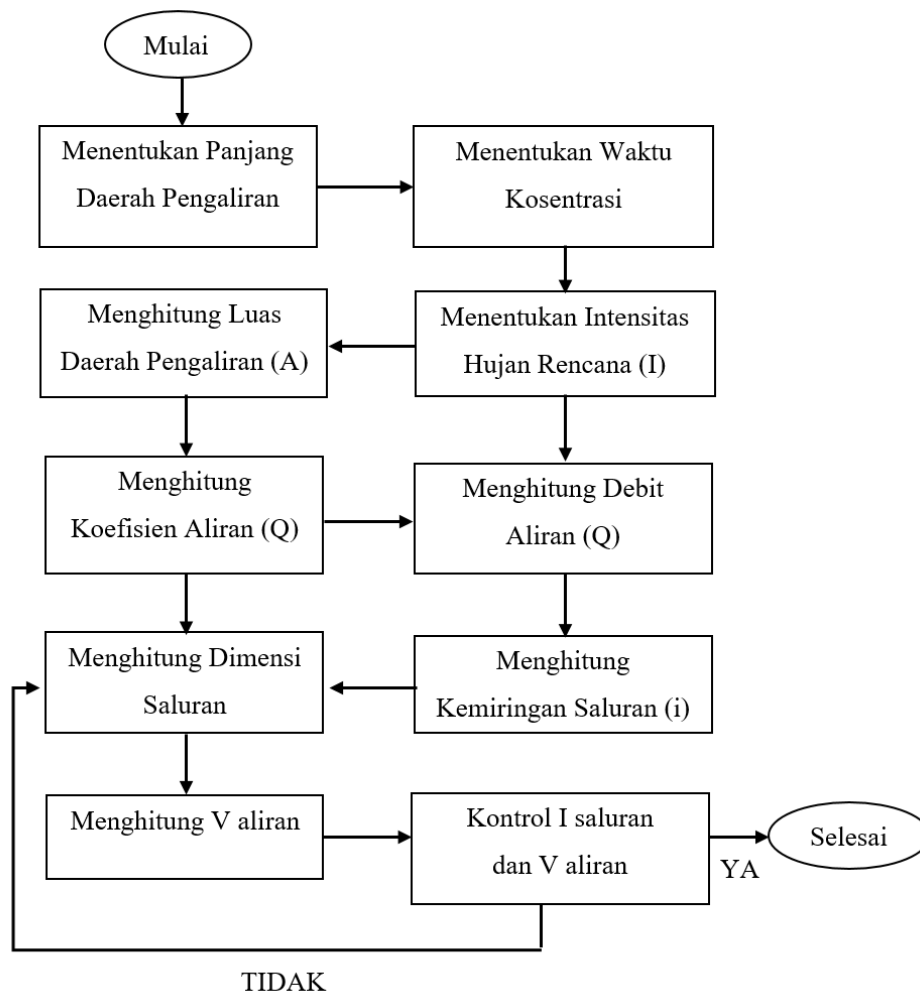 Mulai
Menentukan Panjang
Daerah Pengaliran
Menentukan Waktu
Kosentrasi
Menghitung Luas
Daerah Pengaliran (A)
Menentukan Intensitas
Hujan Rencana (I)
Menghitung
Koefisien Aliran (Q)
Menghitung Debit
Aliran (Q)
Menghitung Dimensi
Saluran
Menghitung
Kemiringan Saluran (i)
Menghitung V aliran
Kontrol I saluran
dan V aliran
YA
Selesai
TIDAK